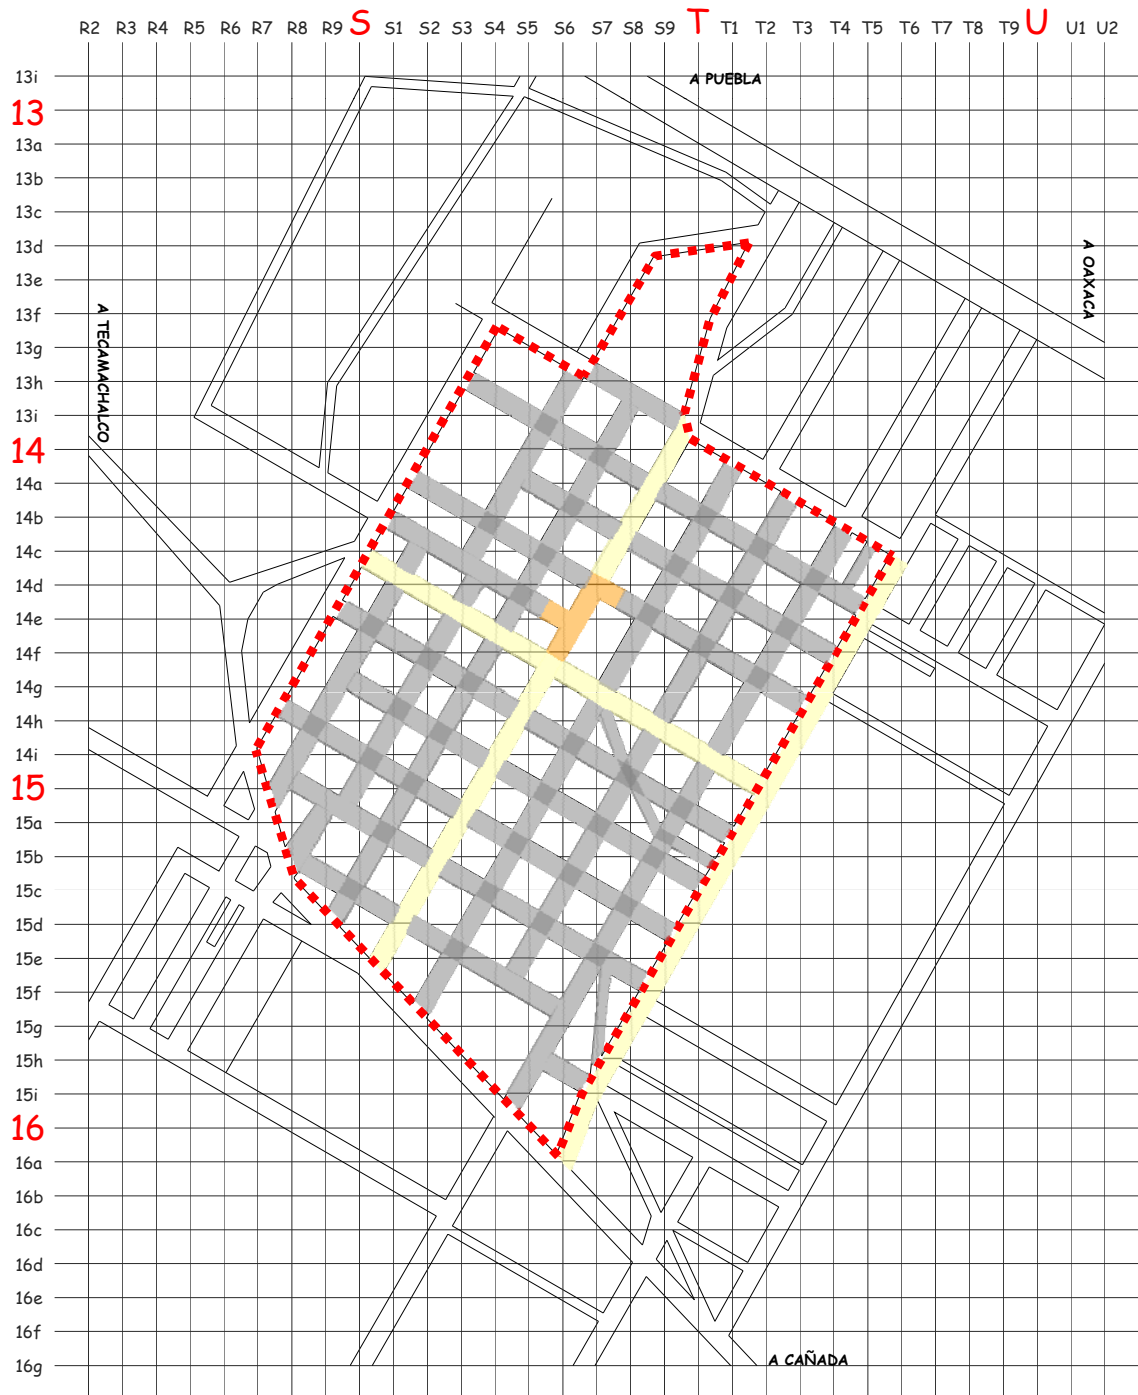 R2 R3 R4 R5 R6 R7 R8 R9 S S1 S2 S3 S4 S5 S6 S7 S8 S9 T T1 T2 T3 T4 T5 T6 T7 T8 T9 U U1 U2
13i
A PUEBLA
13
13a
13b
13c
13d
A OAXACA
13e
13f
A TECAMACHALCO
13g
13h
13i
14
14a
14b
14c
14d
14e
14f
14g
14h
14i
15
15a
15b
15c
15d
15e
15f
15g
15h
15i
16
16a
16b
16c
16d
16e
16f
A CAÑADA
16g